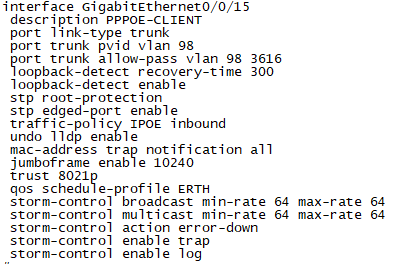 interface GigabitEthernet0/0/15
description PPPOE-CLIENT
port link-type trunk
port trunk pvid vlan 98
port trunk allow-pass vlan 98 3616
loopback-detect recovery-time 300
loopback-detect enable
stp root-protection
stp edged-port enable
traffic-policy IPOE inbound
undo lldp enable
mac-address trap notification all
jumboframe enable 10240
trust 8021p
qos schedule-profile ERTH
storm-control broadcast min-rate 64 max-rate 64
storm-control multicast min-rate 64 max-rate 64
storm-control action error-down
storm-control enable trap
storm-control enable log